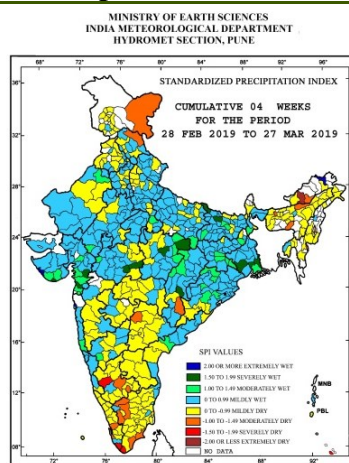 MINISTRY OF EARTH SCIENCES
INDIA METEOROLOGICAL DEPARTMENT
HYDROMET SECTION, PUNE
68° 72° 76° 80° 84° 88° 92° 96°
STANDARDIZED PRECIPITATION INDEX
CUMULATIVE 04 WEEKS
FOR THE PERIOD
28 FEB 2019 TO 27 MAR 2019
36°
32°
28°
24°
20°
16°
12°
08°
SPI VALUES
2.00 OR MORE EXTREMELY WET
1.50 TO 1.99 SEVERELY WET
1.00 TO 1.49 MODERATELY WET
0 TO 0.99 MILDLY WET
0 TO -0.99 MILDLY DRY
-1.00 TO -1.49 MODERATELY DRY
-1.50 TO -1.99 SEVERELY DRY
-2.00 OR LESS EXTREMELY DRY
NO DATA
MNB
PBL
76° 80° 84° 92°